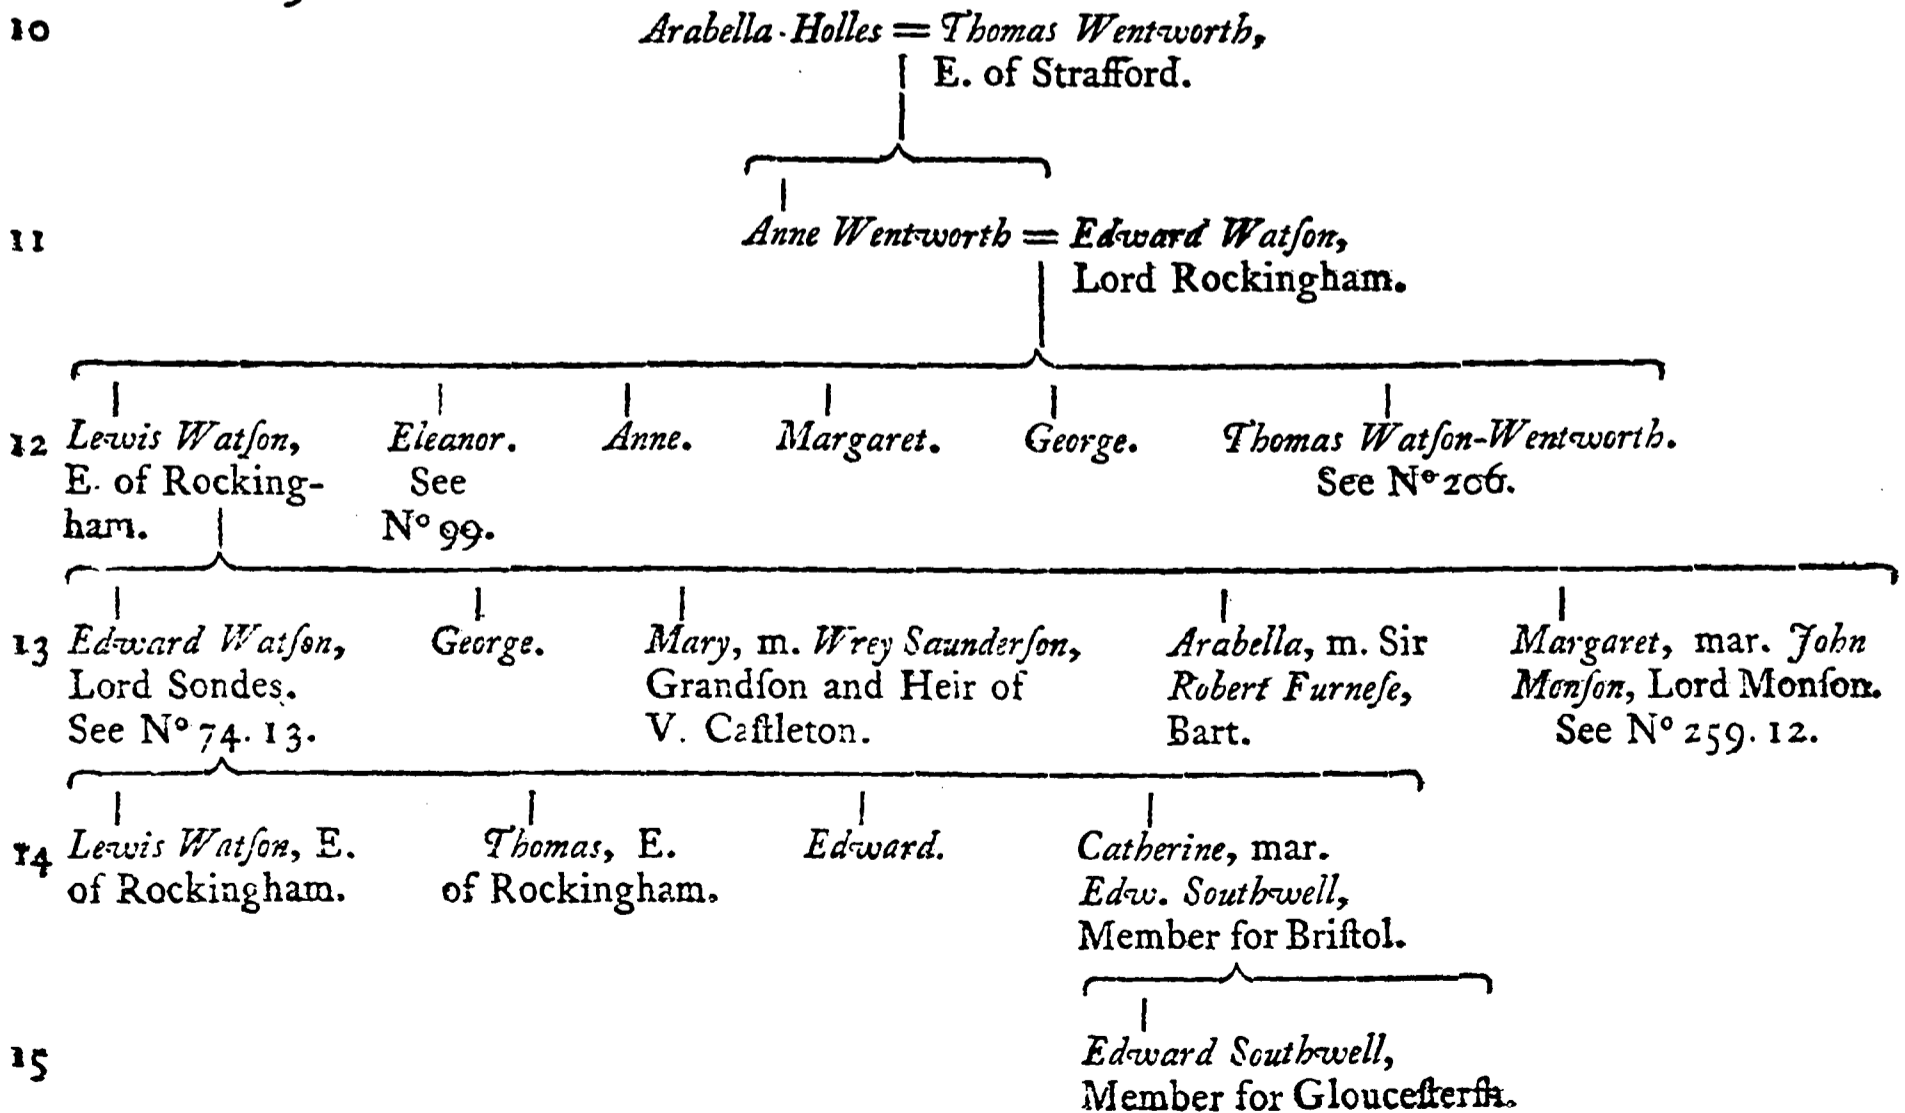 10 Arabella Holles = Thomas Wentworth,
E. of Strafford.
11 Anne Wentworth = Edward Watſon,
Lord Rockingham.
12 Lewis Watſon, Eleanor. Anne. Margaret. George. Thomas Watſon-Wentworth.
E. of Rocking- See See No 206.
ham. No 99.
13 Edward Watſon, George. Mary, m. Wrey Saunderſon, Arabella, m. Sir Margaret, mar. John
Lord Sondes. Grandſon and Heir of Robert Furneſe, Monſon, Lord Monſon.
See No 74. 13. V. Caſtleton. Bart. See No 259. 12.
14 Lewis Watſon, E. Thomas, E. Edward. Catherine, mar.
of Rockingham. of Rockingham. Edw. Southwell,
Member for Briſtol.
15 Edward Southwell,
Member for Glouceſterſh.